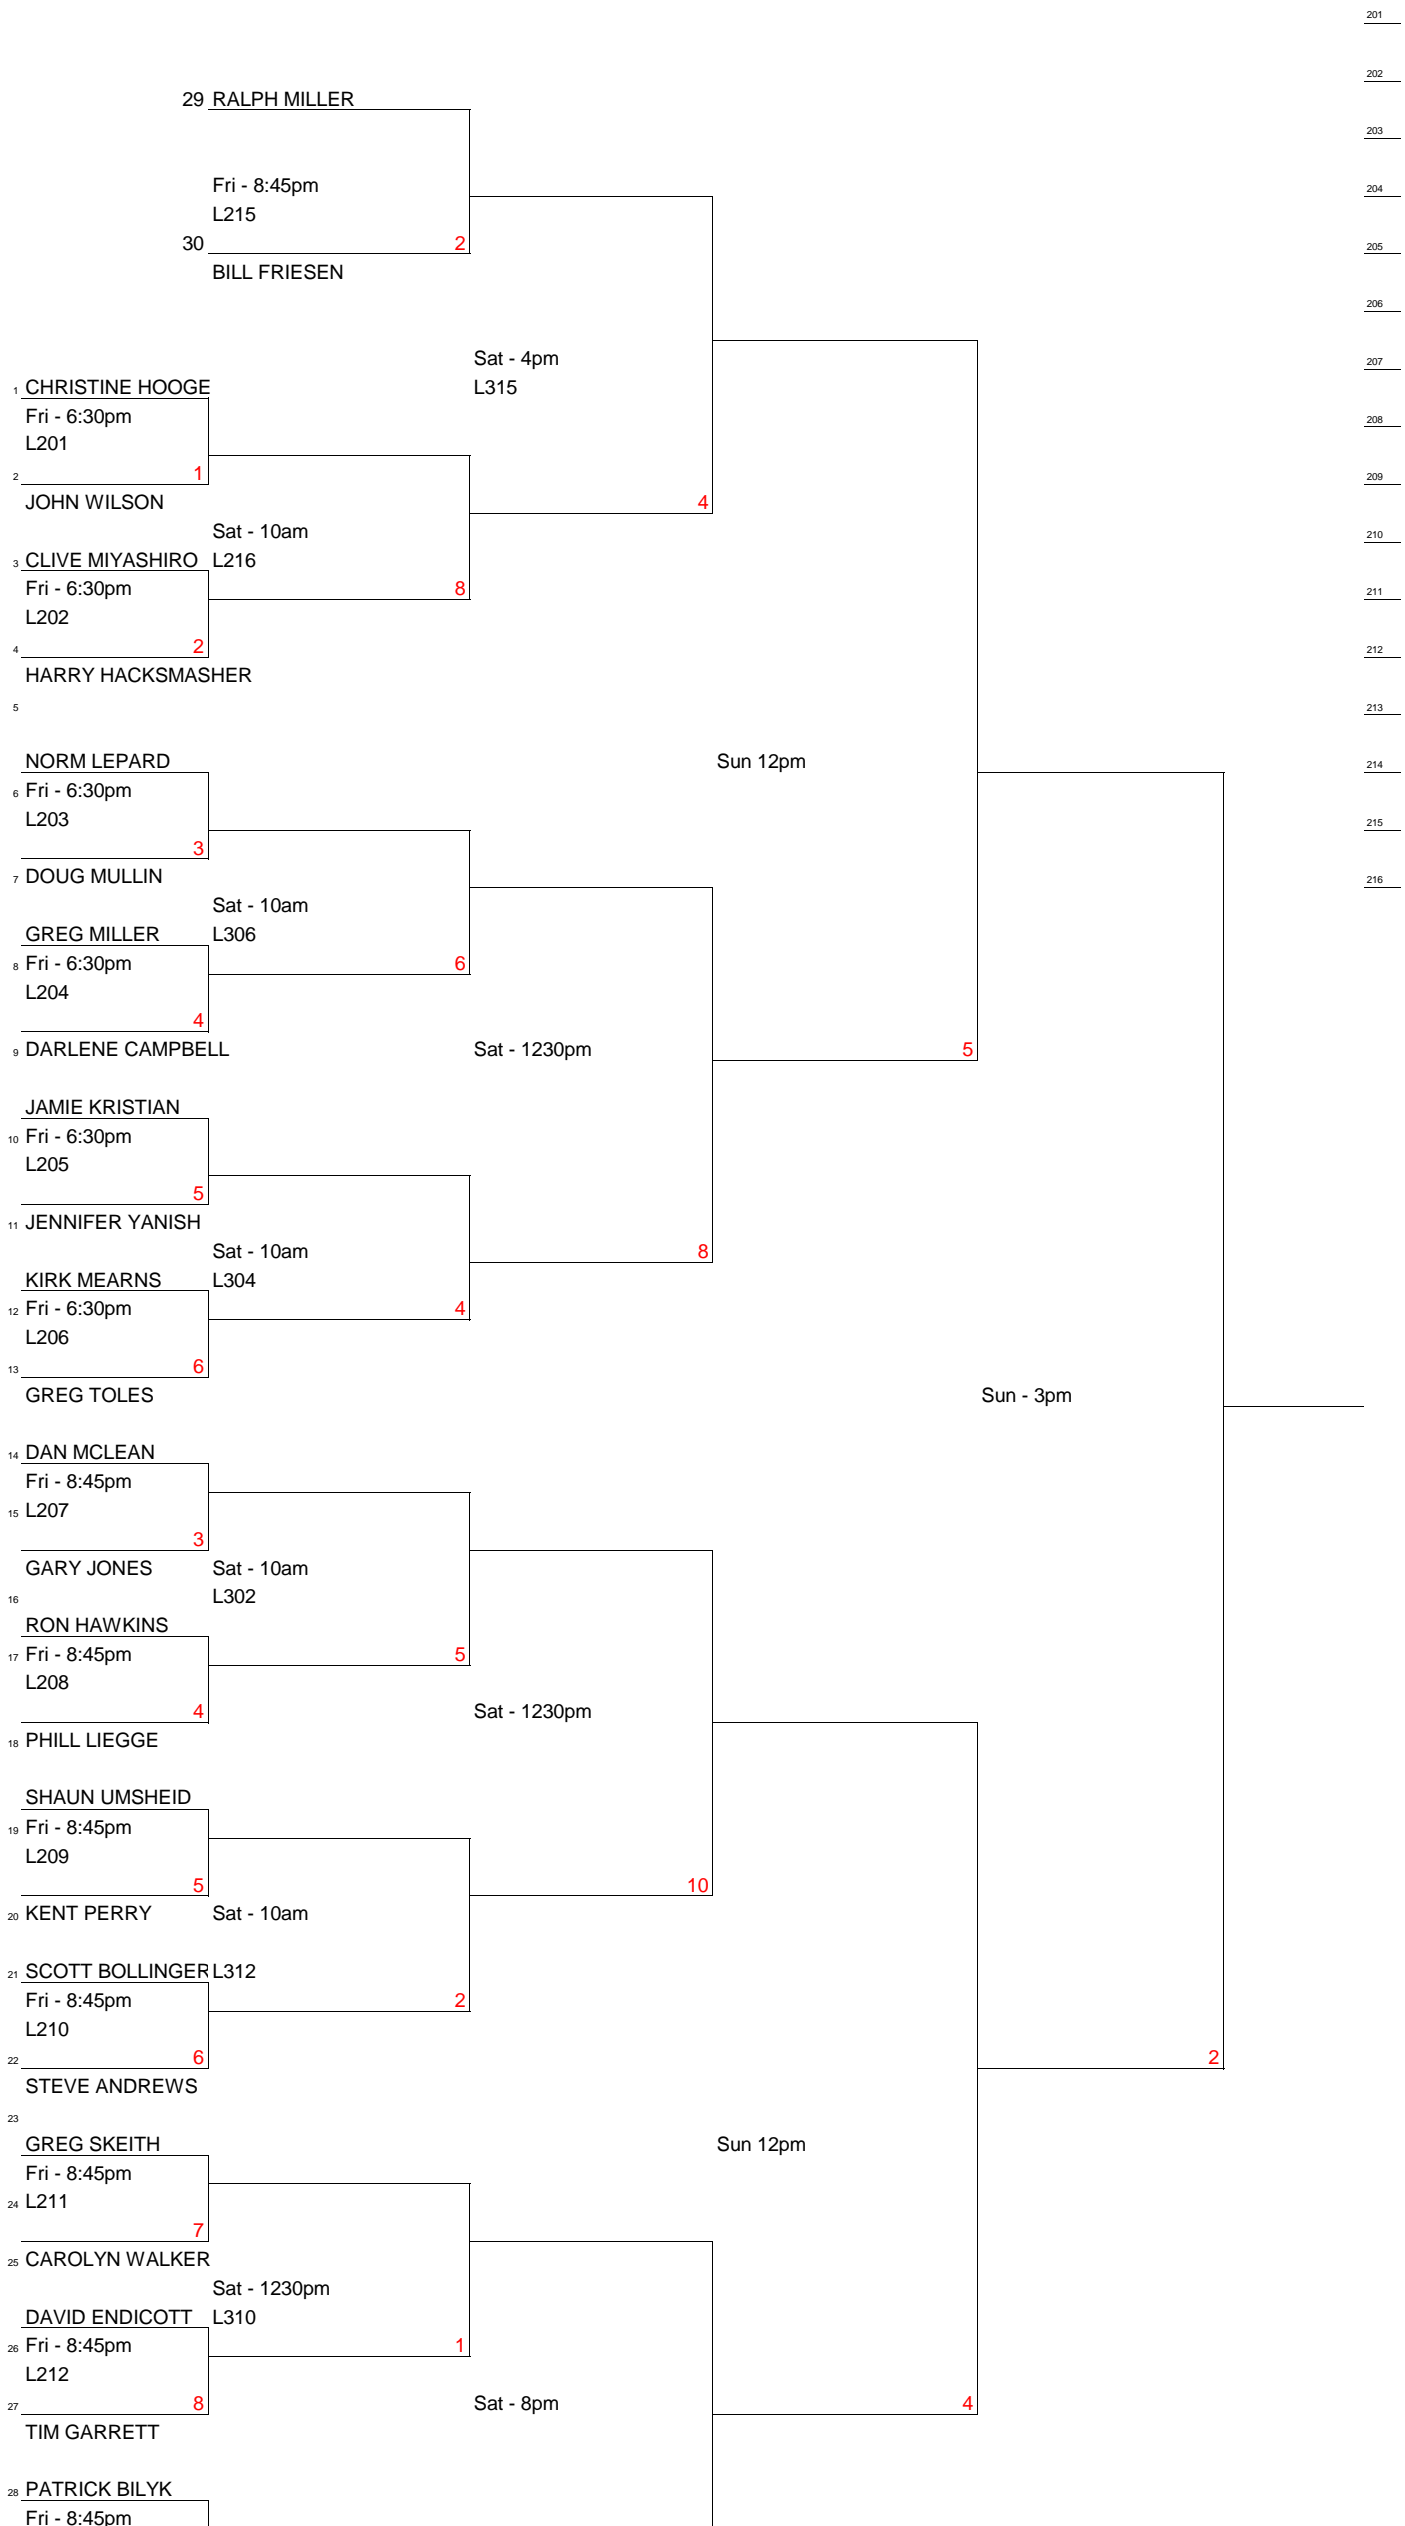 201
202
29 RALPH MILLER
203
Fri - 8:45pm
204
L215
30 2
205
BILL FRIESEN
206
Sat - 4pm
207
1 CHRISTINE HOOGE L315
Fri - 6:30pm
208
L201
2 1
209
JOHN WILSON 4
Sat - 10am
210
3 CLIVE MIYASHIRO L216
Fri - 6:30pm 8
211
L202
4 2
212
HARRY HACKSMASHER
5
213
NORM LEPARD Sun 12pm
214
6 Fri - 6:30pm
L203
215
3
7 DOUG MULLIN
216
Sat - 10am
GREG MILLER L306
8 Fri - 6:30pm 6
L204
4
9 DARLENE CAMPBELL Sat - 1230pm 5
JAMIE KRISTIAN
10 Fri - 6:30pm
L205
5
11 JENNIFER YANISH
Sat - 10am 8
KIRK MEARNS L304
12 Fri - 6:30pm 4
L206
13 6
GREG TOLES Sun - 3pm
14 DAN MCLEAN
Fri - 8:45pm
15 L207
3
GARY JONES Sat - 10am
16 L302
RON HAWKINS
17 Fri - 8:45pm 5
L208
4 Sat - 1230pm
18 PHILL LIEGGE
SHAUN UMSHEID
19 Fri - 8:45pm
L209
5 10
20 KENT PERRY Sat - 10am
21 SCOTT BOLLINGER L312
Fri - 8:45pm 2
L210
22 6 2
STEVE ANDREWS
23
GREG SKEITH Sun 12pm
Fri - 8:45pm
24 L211
7
25 CAROLYN WALKER
Sat - 1230pm
DAVID ENDICOTT L310
26 Fri - 8:45pm 1
L212
27 8 Sat - 8pm 4
TIM GARRETT
28 PATRICK BILYK
Fri - 8:45pm